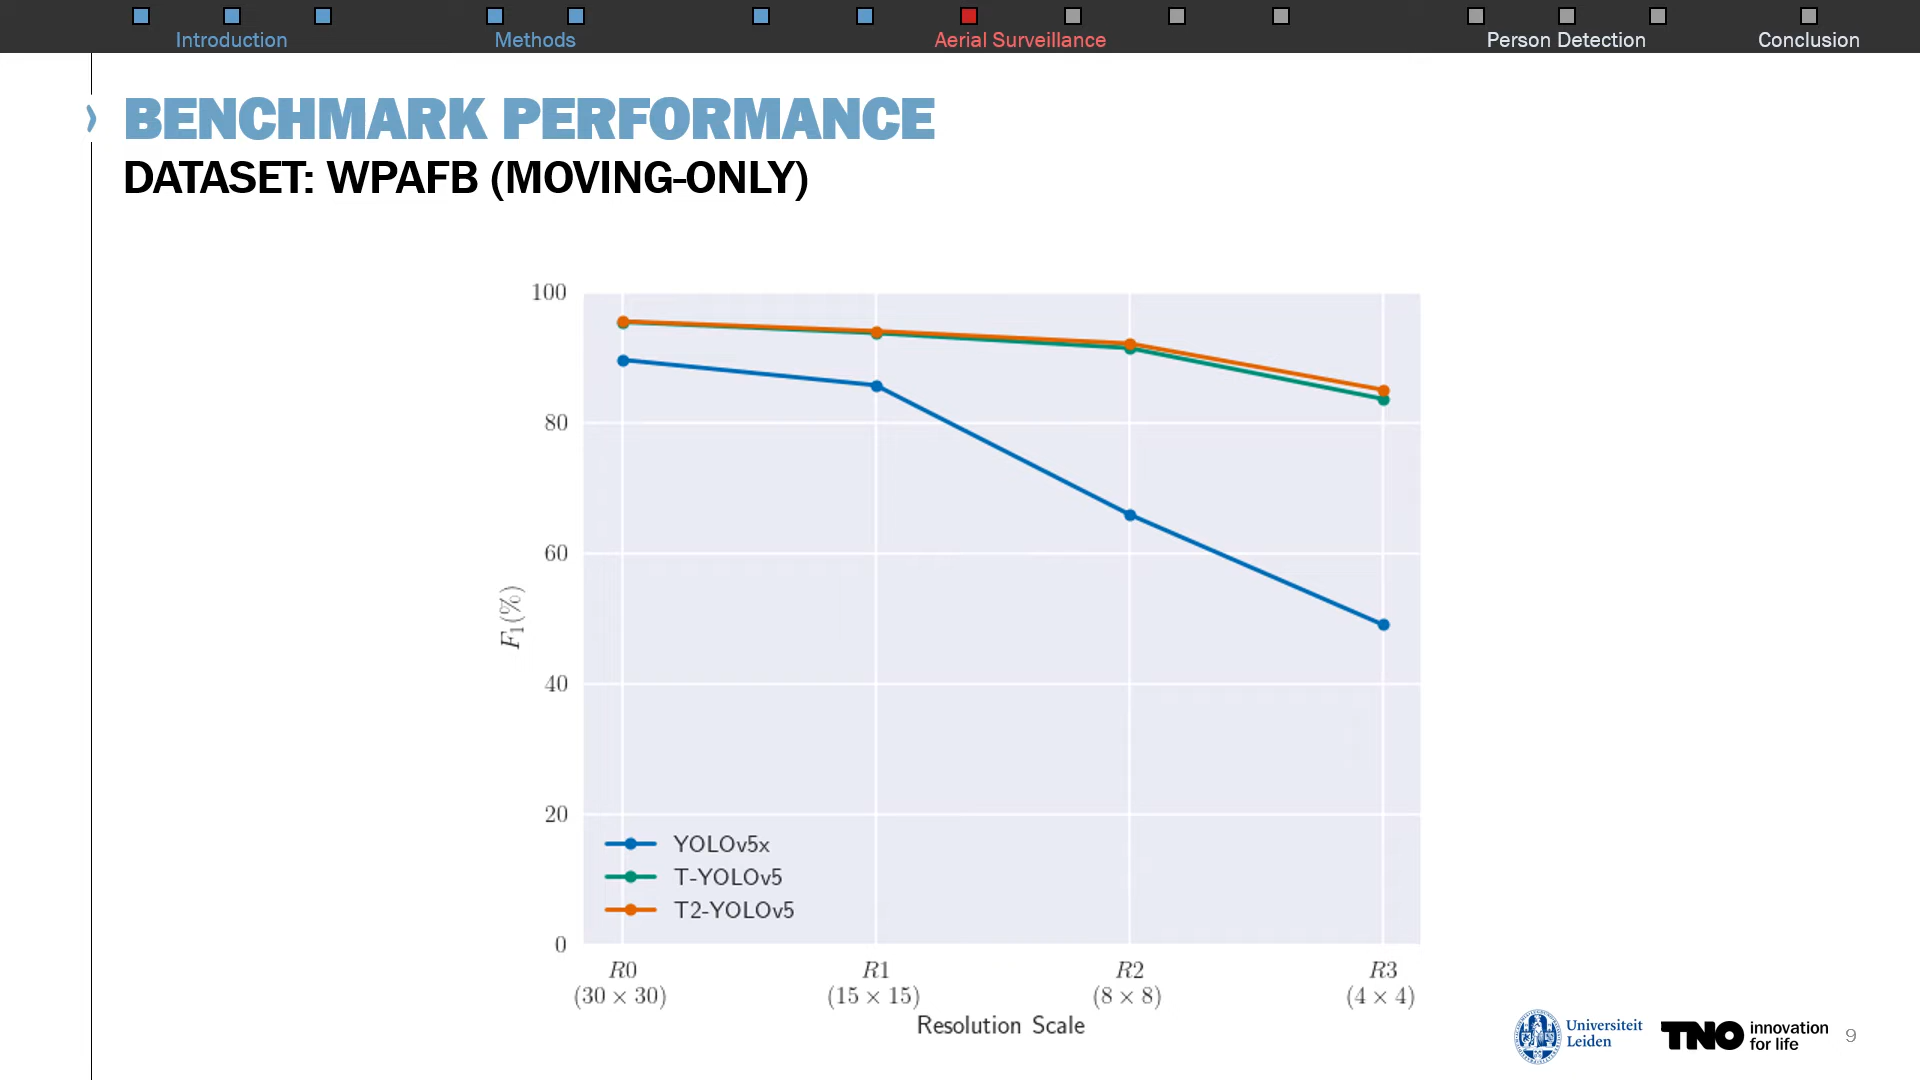 Introduction
Methods
Aerial Surveillance
Person Detection
Conclusion
BENCHMARK PERFORMANCE
DATASET: WPAFB (MOVING-ONLY)
100
80
60
40
20
0
F1(%)
YOLOv5x
T-YOLOv5
T2-YOLOv5
R0 R1 R2 R3
(30 × 30) (15 × 15) (8 × 8) (4 × 4)
Resolution Scale
Universiteit
Leiden
TNO innovation
for life
9